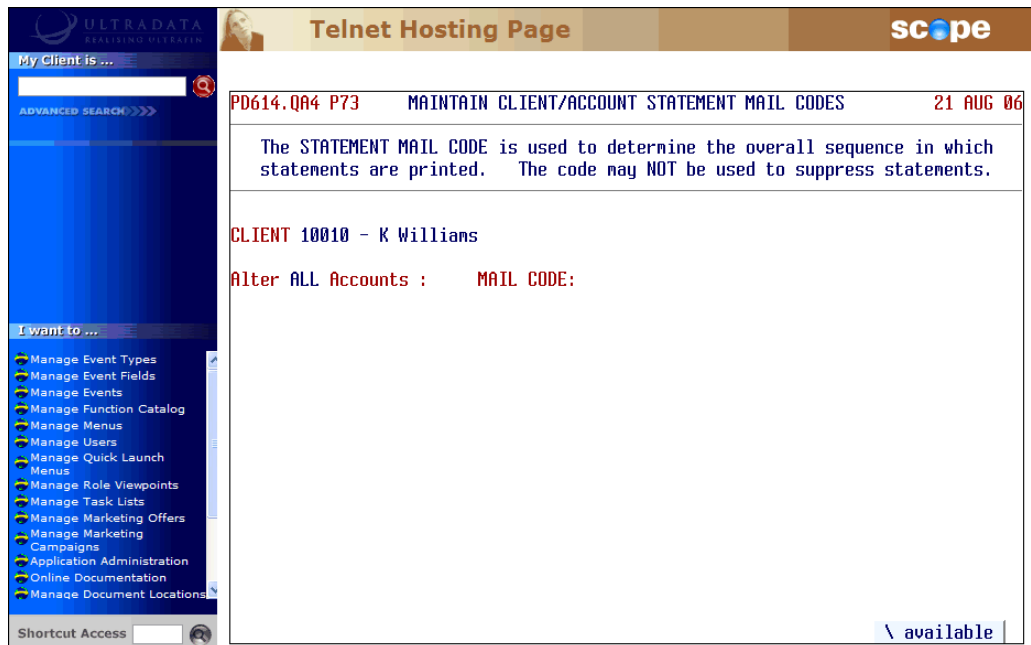 ULTRADATA
REALISING ULTRAFIN
Telnet Hosting Page
scope
My Client is ...
ADVANCED SEARCH
PD614.QA4 P73 MAINTAIN CLIENT/ACCOUNT STATEMENT MAIL CODES 21 AUG 06
The STATEMENT MAIL CODE is used to determine the overall sequence in which
statements are printed. The code may NOT be used to suppress statements.
CLIENT 10010 - K Williams
Alter ALL Accounts : MAIL CODE:
I want to ...
Manage Event Types
Manage Event Fields
Manage Events
Manage Function Catalog
Manage Menus
Manage Users
Manage Quick Launch
Menus
Manage Role Viewpoints
Manage Task Lists
Manage Marketing Offers
Manage Marketing
Campaigns
Application Administration
Online Documentation
Manage Document Locations
Shortcut Access
\ available